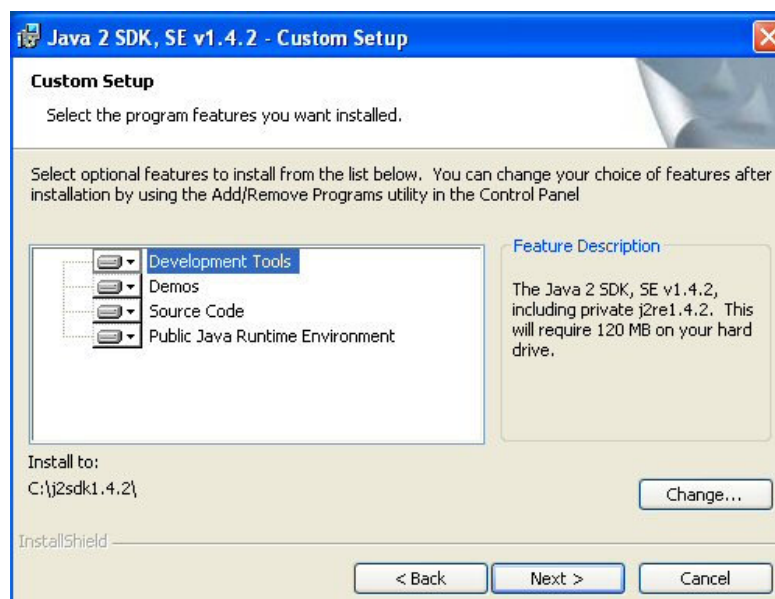 Java 2 SDK, SE v1.4.2 - Custom Setup
Custom Setup
Select the program features you want installed.
Select optional features to install from the list below. You can change your choice of features after
installation by using the Add/Remove Programs utility in the Control Panel
Development Tools
Demos
Source Code
Public Java Runtime Environment
Feature Description
The Java 2 SDK, SE v1.4.2,
including private j2re1.4.2. This
will require 120 MB on your hard
drive.
Install to:
C:\j2sdk1.4.2\
Change...
InstallShield
< Back
Next >
Cancel